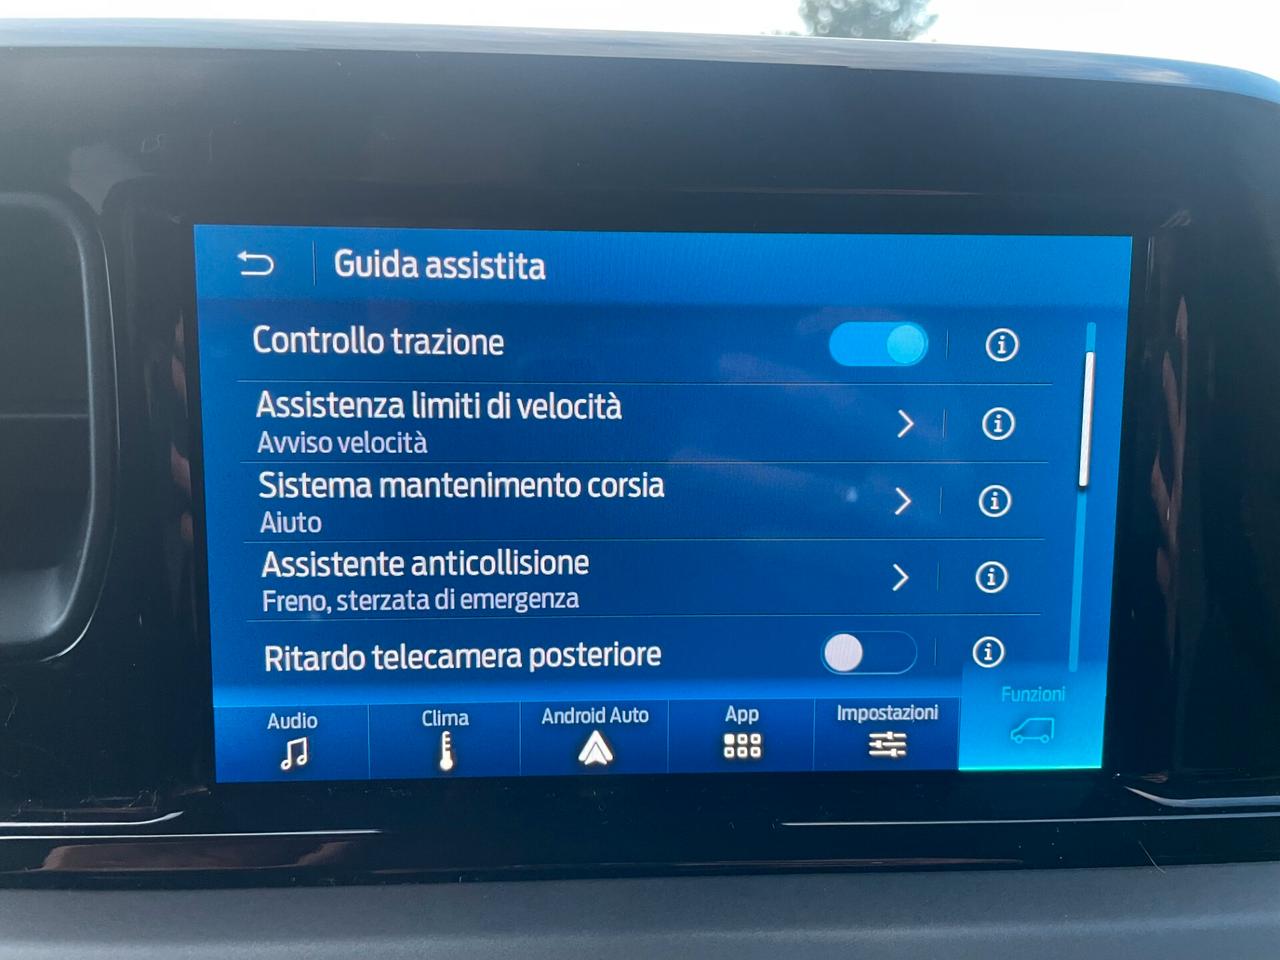 Guida assistita
Controllo trazione
Assistenza limiti di velocità
Avviso velocità
Sistema mantenimento corsia
Aiuto
Assistente anticollisione
Freno, sterzata di emergenza
Ritardo telecamera posteriore
Audio
Clima
Android Auto
App
Impostazioni
Funzioni